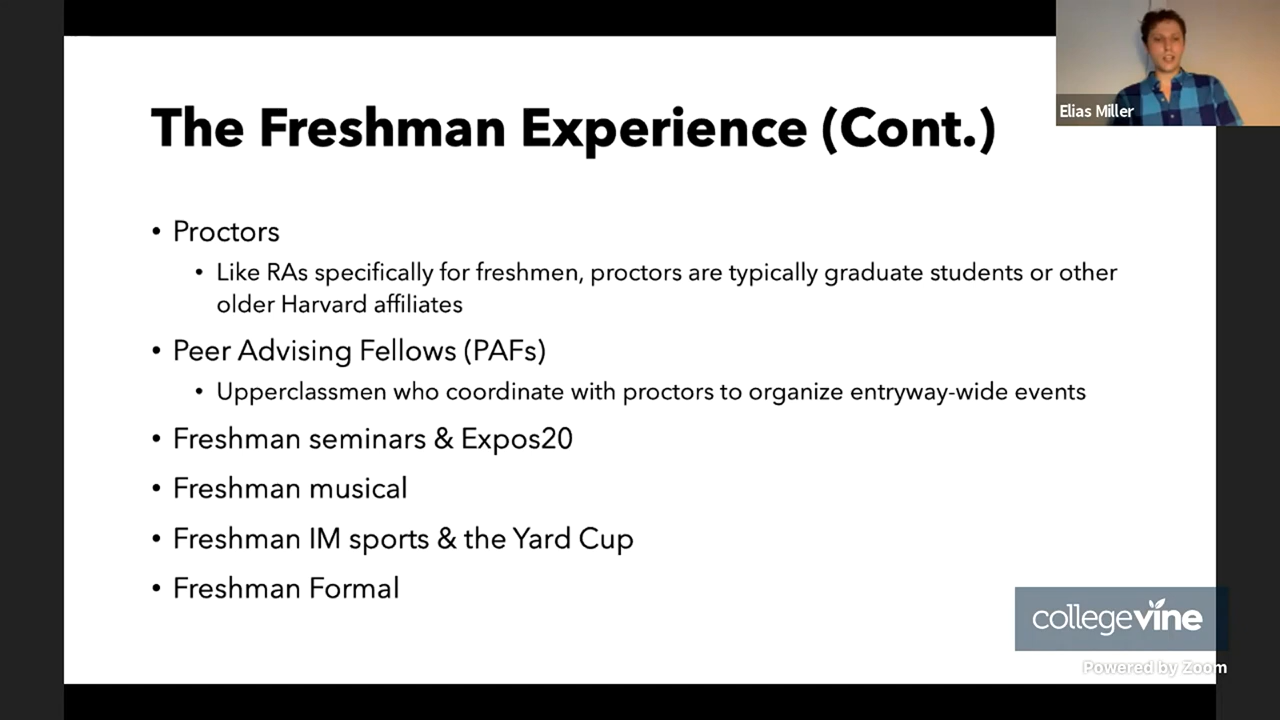 The Freshman Experience (Cont.)
Elias Miller
• Proctors
• Like RAs specifically for freshmen, proctors are typically graduate students or other
older Harvard affiliates
• Peer Advising Fellows (PAFs)
• Upperclassmen who coordinate with proctors to organize entryway-wide events
• Freshman seminars & Expos20
• Freshman musical
• Freshman IM sports & the Yard Cup
• Freshman Formal
collegevine
Powered by Zoom